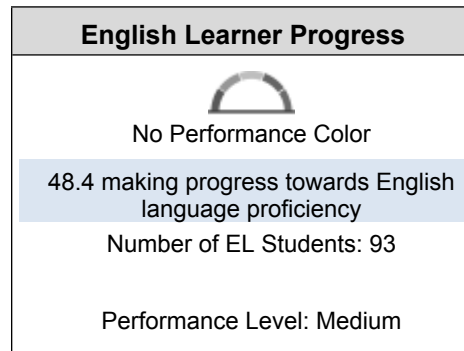 English Learner Progress
No Performance Color
48.4 making progress towards English
language proficiency
Number of EL Students: 93
Performance Level: Medium